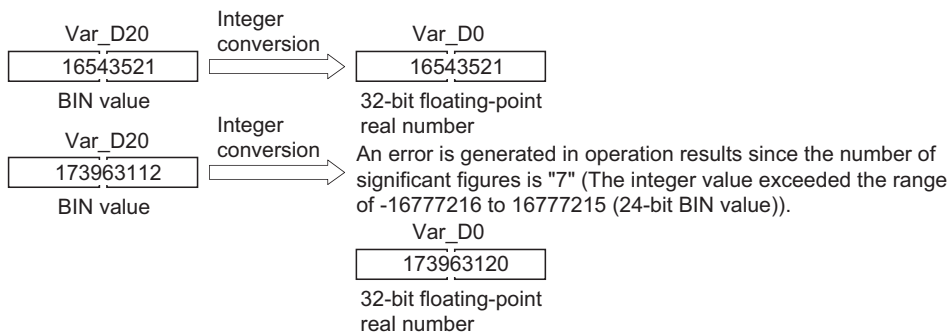 Var_D20
Integer
conversion
Var_D0
16543521
16543521
BIN value
32-bit floating-point
real number
Var_D20
Integer
conversion
173963112
BIN value
An error is generated in operation results since the number of
significant figures is "7" (The integer value exceeded the range
of -16777216 to 16777215 (24-bit BIN value)).
Var_D0
173963120
32-bit floating-point
real number